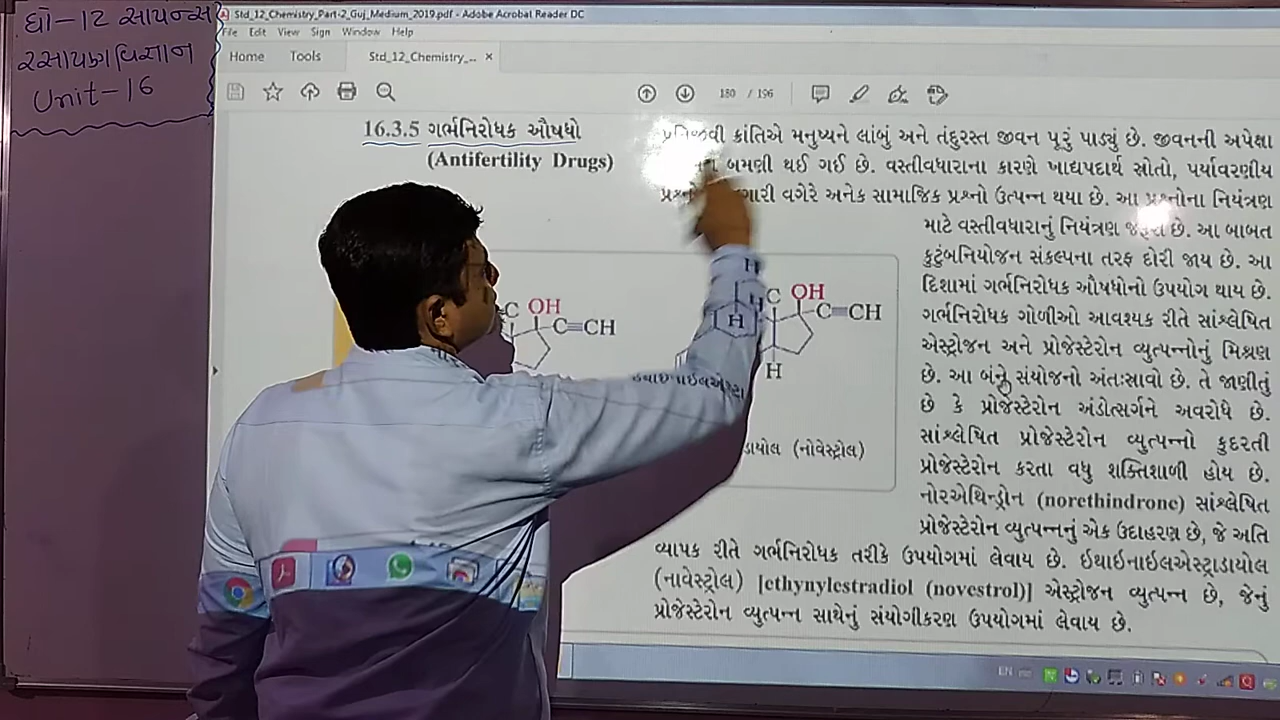 ધો-12 સાયન્સ
રસાયણવિજ્ઞાન
Unit-16
Std_12_Chemistry_Part-2_Guj_Medium_2019.pdf - Adobe Acrobat Reader DC
File Edit View Sign Window Help
Home Tools Std_12_Chemistry_... ×
180 / 196
16.3.5 ગર્ભનિરોધક ઔષધો
(Antifertility Drugs)
પ્રતિજીવી ક્રાંતિએ મનુષ્યને લાંબું અને તંદુરસ્ત જીવન પૂરું પાડ્યું છે. જીવનની અપેક્ષા
બમણી થઈ ગઈ છે. વસ્તીવધારાના કારણે ખાદ્યપદાર્થ સ્રોતો, પર્યાવરણીય
વગેરે અનેક સામાજિક પ્રશ્નો ઉત્પન્ન થયા છે. આ પ્રશ્નોના નિયંત્રણ
માટે વસ્તીવધારાનું નિયંત્રણ જરૂરી છે. આ બાબત
કુટુંબનિયોજન સંકલ્પના તરફ દોરી જાય છે. આ
દિશામાં ગર્ભનિરોધક ઔષધોનો ઉપયોગ થાય છે.
ગર્ભનિરોધક ગોળીઓ આવશ્યક રીતે સાંશ્લેષિત
એસ્ટ્રોજન અને પ્રોજેસ્ટેરોન વ્યુત્પન્નોનું મિશ્રણ
છે. આ બંન્ને સંયોજનો અંતઃસ્રાવો છે. તે જાણીતું
છે કે પ્રોજેસ્ટેરોન અંડોત્સર્ગને અવરોધે છે.
સાંશ્લેષિત પ્રોજેસ્ટેરોન વ્યુત્પન્નો કુદરતી
પ્રોજેસ્ટેરોન કરતા વધુ શક્તિશાળી હોય છે.
નોરએથિન્ડ્રોન (norethindrone) સાંશ્લેષિત
પ્રોજેસ્ટેરોન વ્યુત્પન્નનું એક ઉદાહરણ છે, જે અતિ
વ્યાપક રીતે ગર્ભનિરોધક તરીકે ઉપયોગમાં લેવાય છે. ઇથાઇનાઇલએસ્ટ્રાડાયોલ
(નાવેસ્ટ્રોલ) [ethynylestradiol (novestrol)] એસ્ટ્રોજન વ્યુત્પન્ન છે, જેનું
પ્રોજેસ્ટેરોન વ્યુત્પન્ન સાથેનું સંયોગીકરણ ઉપયોગમાં લેવાય છે.
C OH
C≡CH
H
H
H
C OH
C≡CH
H
(નોવેસ્ટ્રોલ)
EN